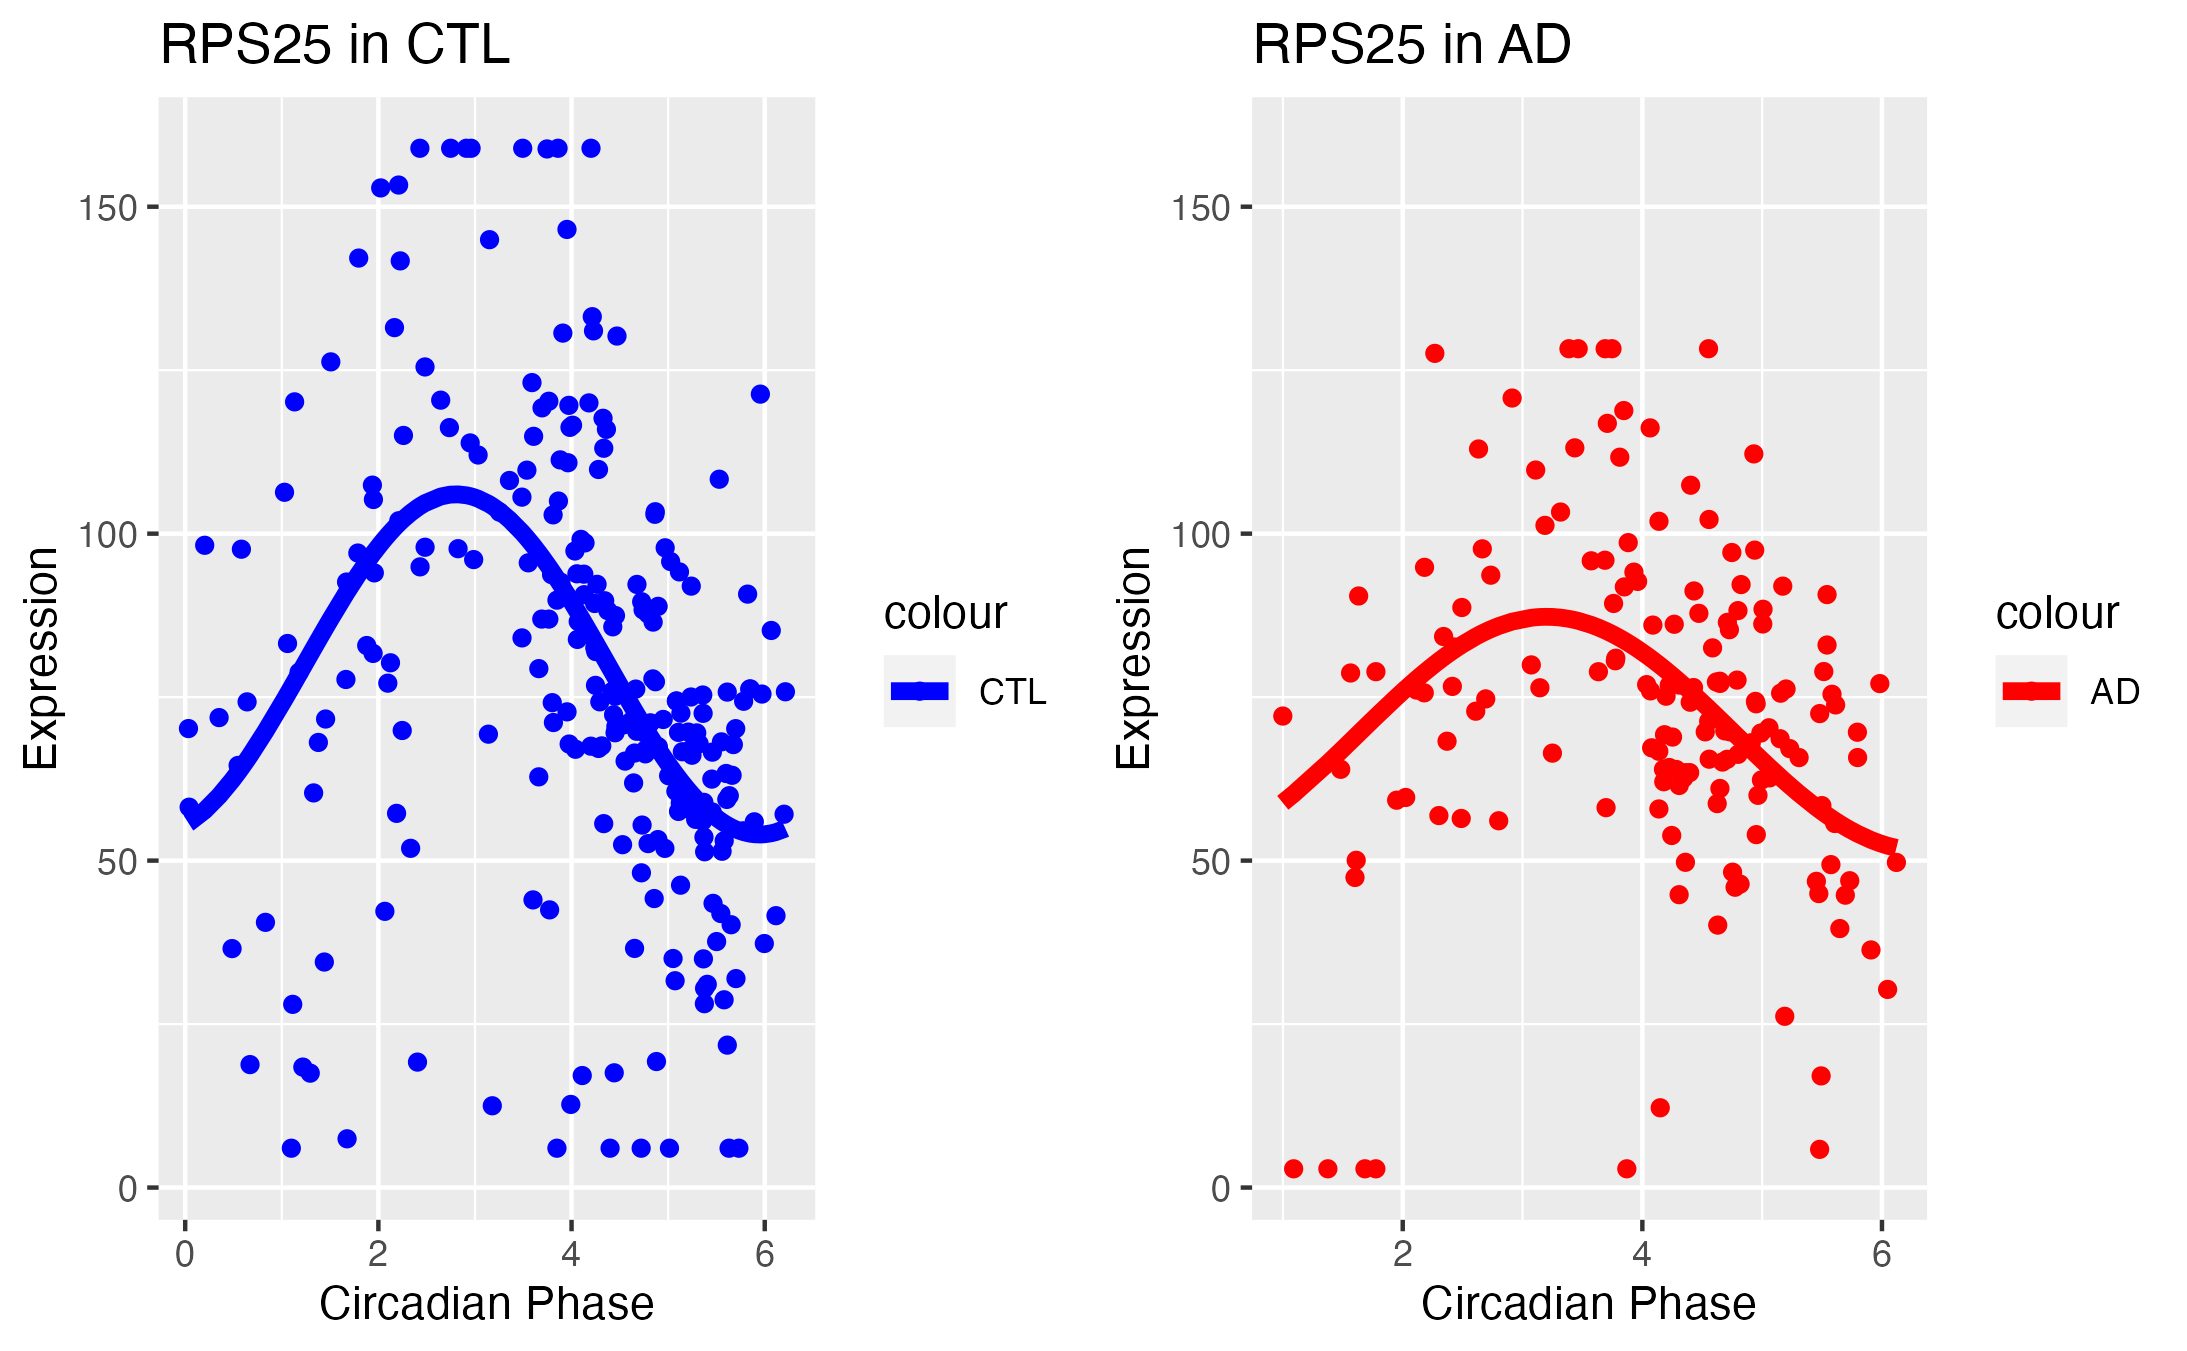 RPS25 in CTL
150
100
50
0
Expression
0 2 4 6
Circadian Phase
colour
CTL
RPS25 in AD
150
100
50
0
Expression
2 4 6
Circadian Phase
colour
AD